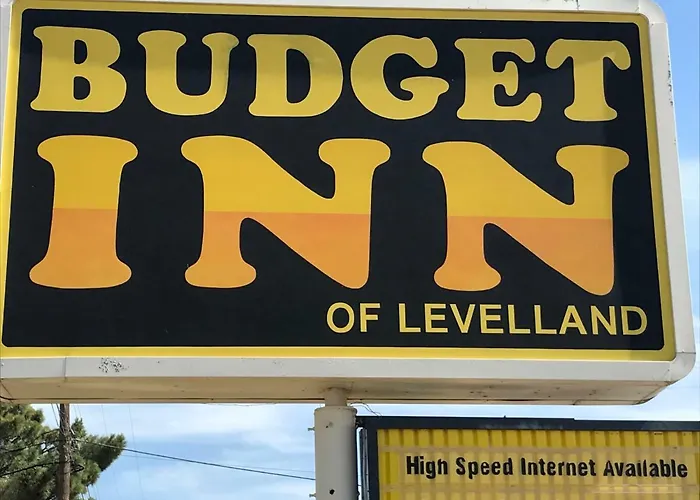 BUDGET
INN
OF LEVELLAND
High Speed Internet Available